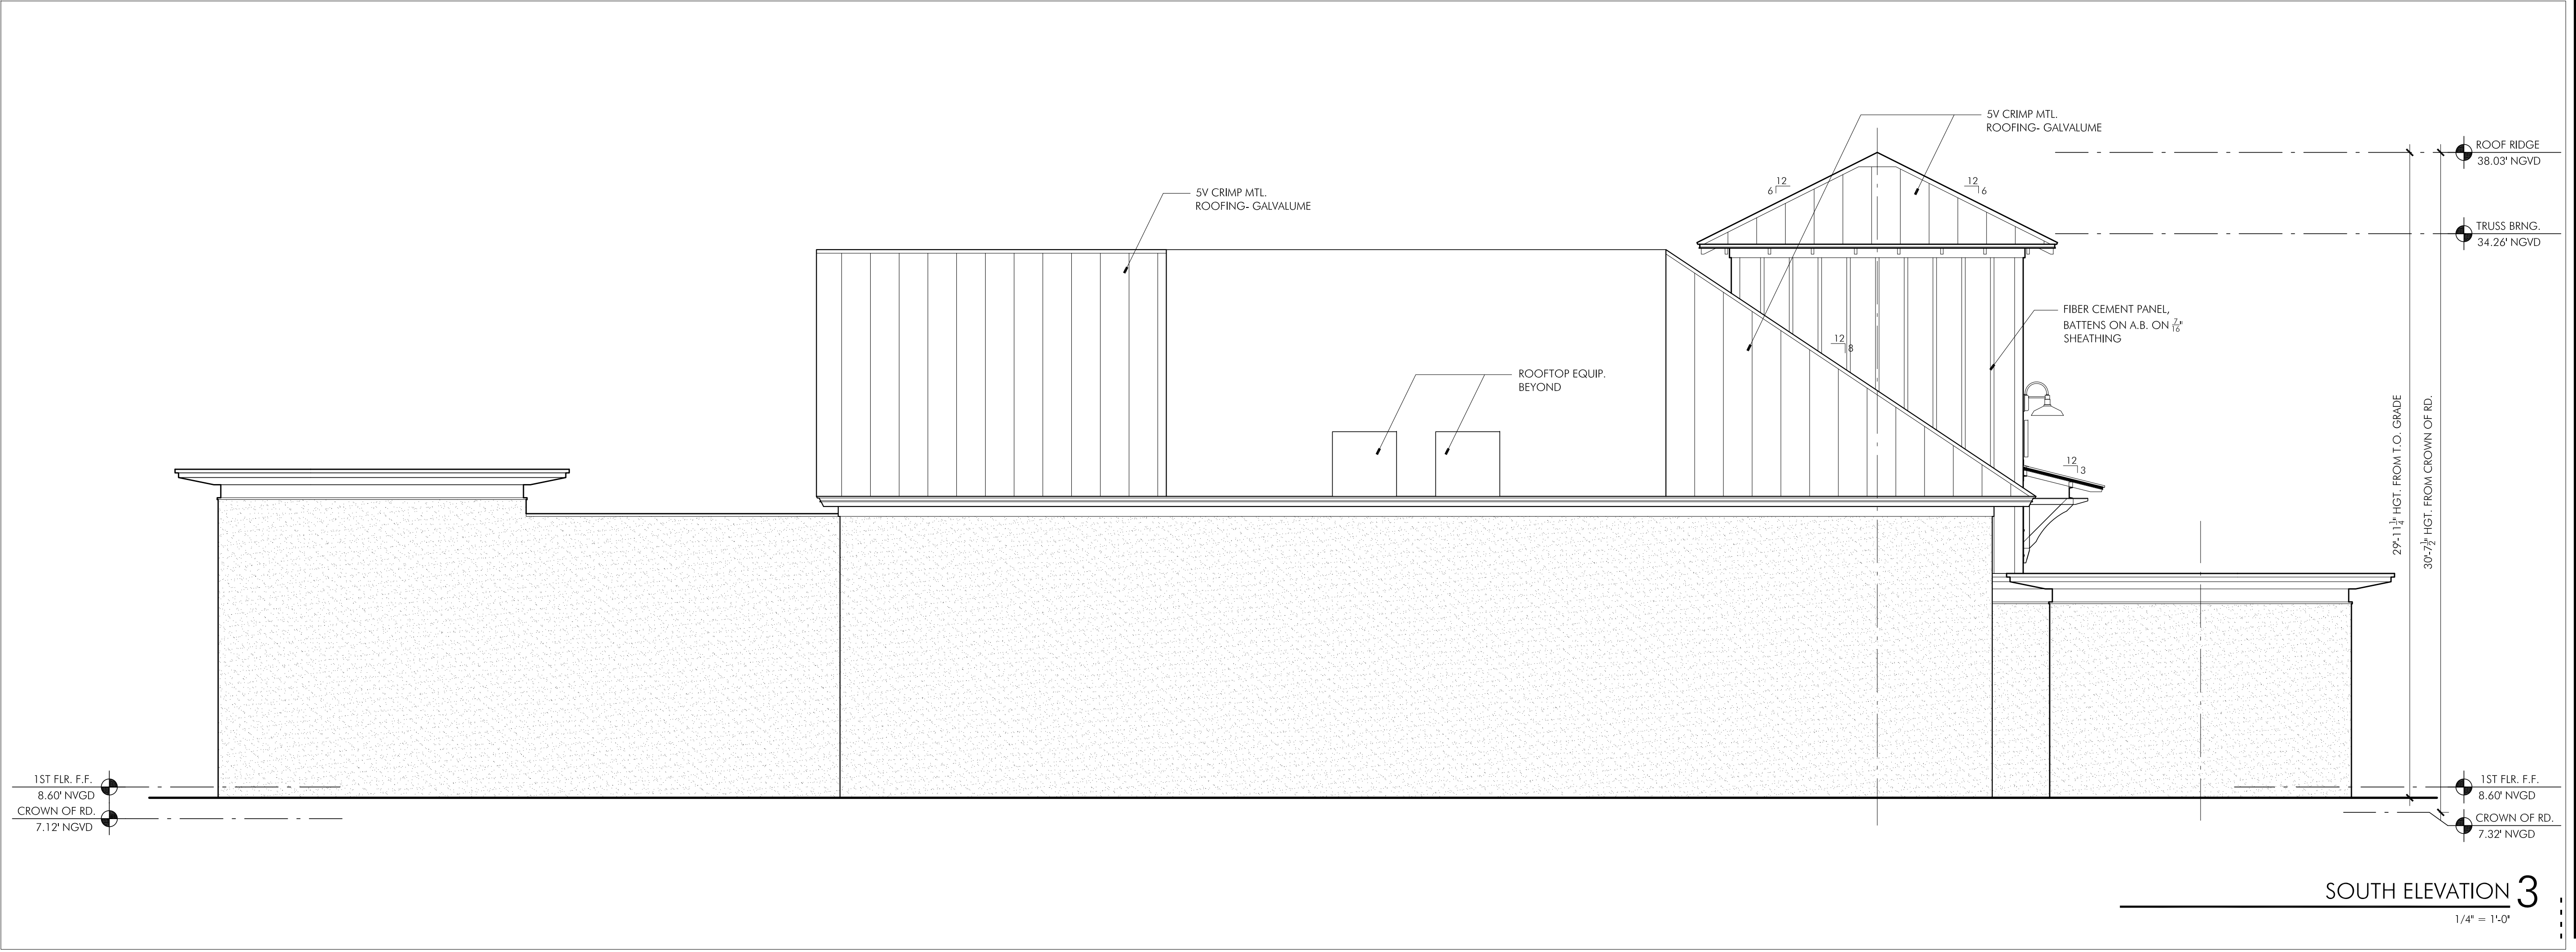 5V CRIMP MTL.
ROOFING- GALVALUME
ROOF RIDGE
38.03' NGVD
12
6
12
6
5V CRIMP MTL.
ROOFING- GALVALUME
TRUSS BRNG.
34.26' NGVD
FIBER CEMENT PANEL,
BATTENS ON A.B. ON 7/16"
SHEATHING
12
8
ROOFTOP EQUIP.
BEYOND
12
3
29'-11 1/4" HGT. FROM T.O. GRADE
30'-7 1/2" HGT. FROM CROWN OF RD.
1ST FLR. F.F.
8.60' NVGD
CROWN OF RD.
7.12' NGVD
1ST FLR. F.F.
8.60' NGVD
CROWN OF RD.
7.32' NVGD
SOUTH ELEVATION 3
1/4" = 1'-0"